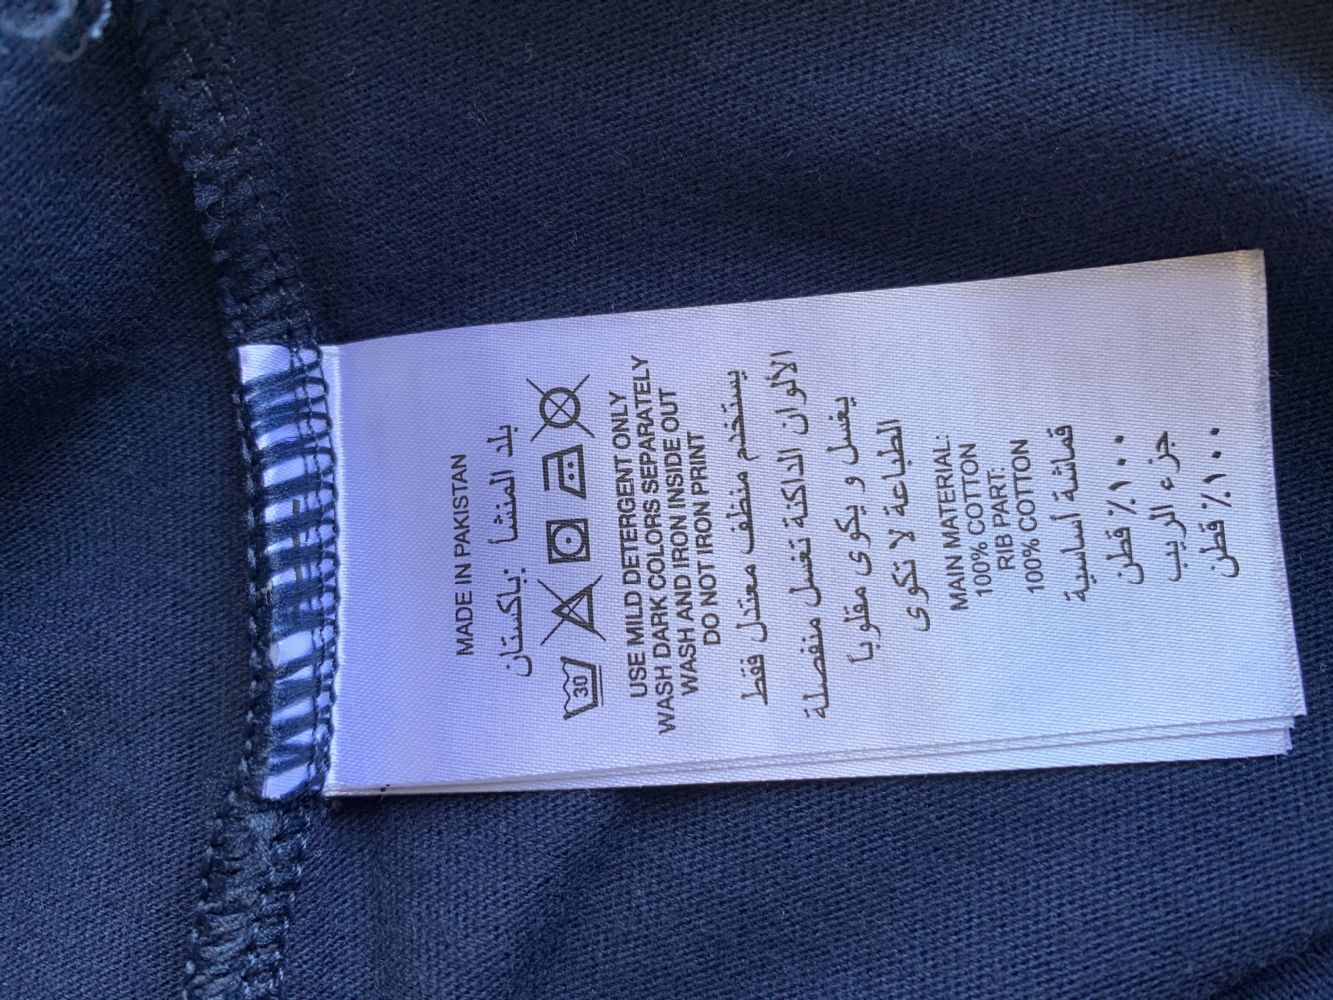 MADE IN PAKISTAN
بلد المنشأ :باكستان
30
USE MILD DETERGENT ONLY
WASH DARK COLORS SEPARATELY
WASH AND IRON INSIDE OUT
DO NOT IRON PRINT
يستخدم منظف معتدل فقط
الألوان الداكنة تغسل منفصلة
يغسل و يكوى مقلوباً
الطباعة لا تكوى
MAIN MATERIAL:
100% COTTON
RIB PART:
100% COTTON
قماشة أساسية
١٠٠٪ قطن
جزء الريب
١٠٠٪ قطن